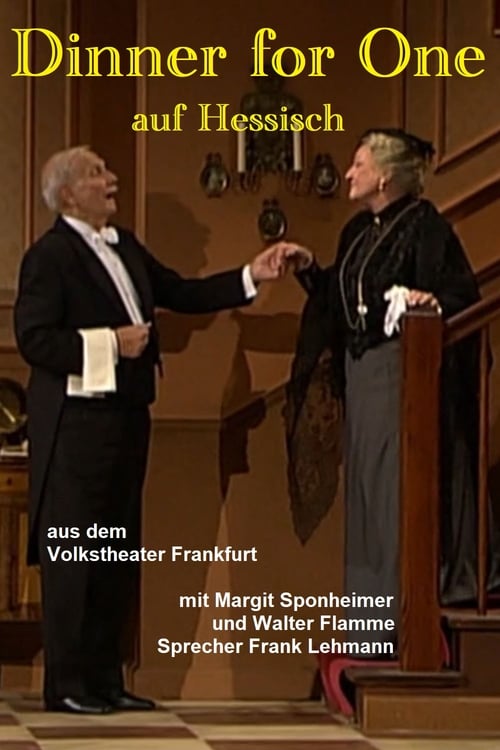 Dinner for One
auf Hessisch
aus dem
Volkstheater Frankfurt
mit Margit Sponheimer
und Walter Flamme
Sprecher Frank Lehmann